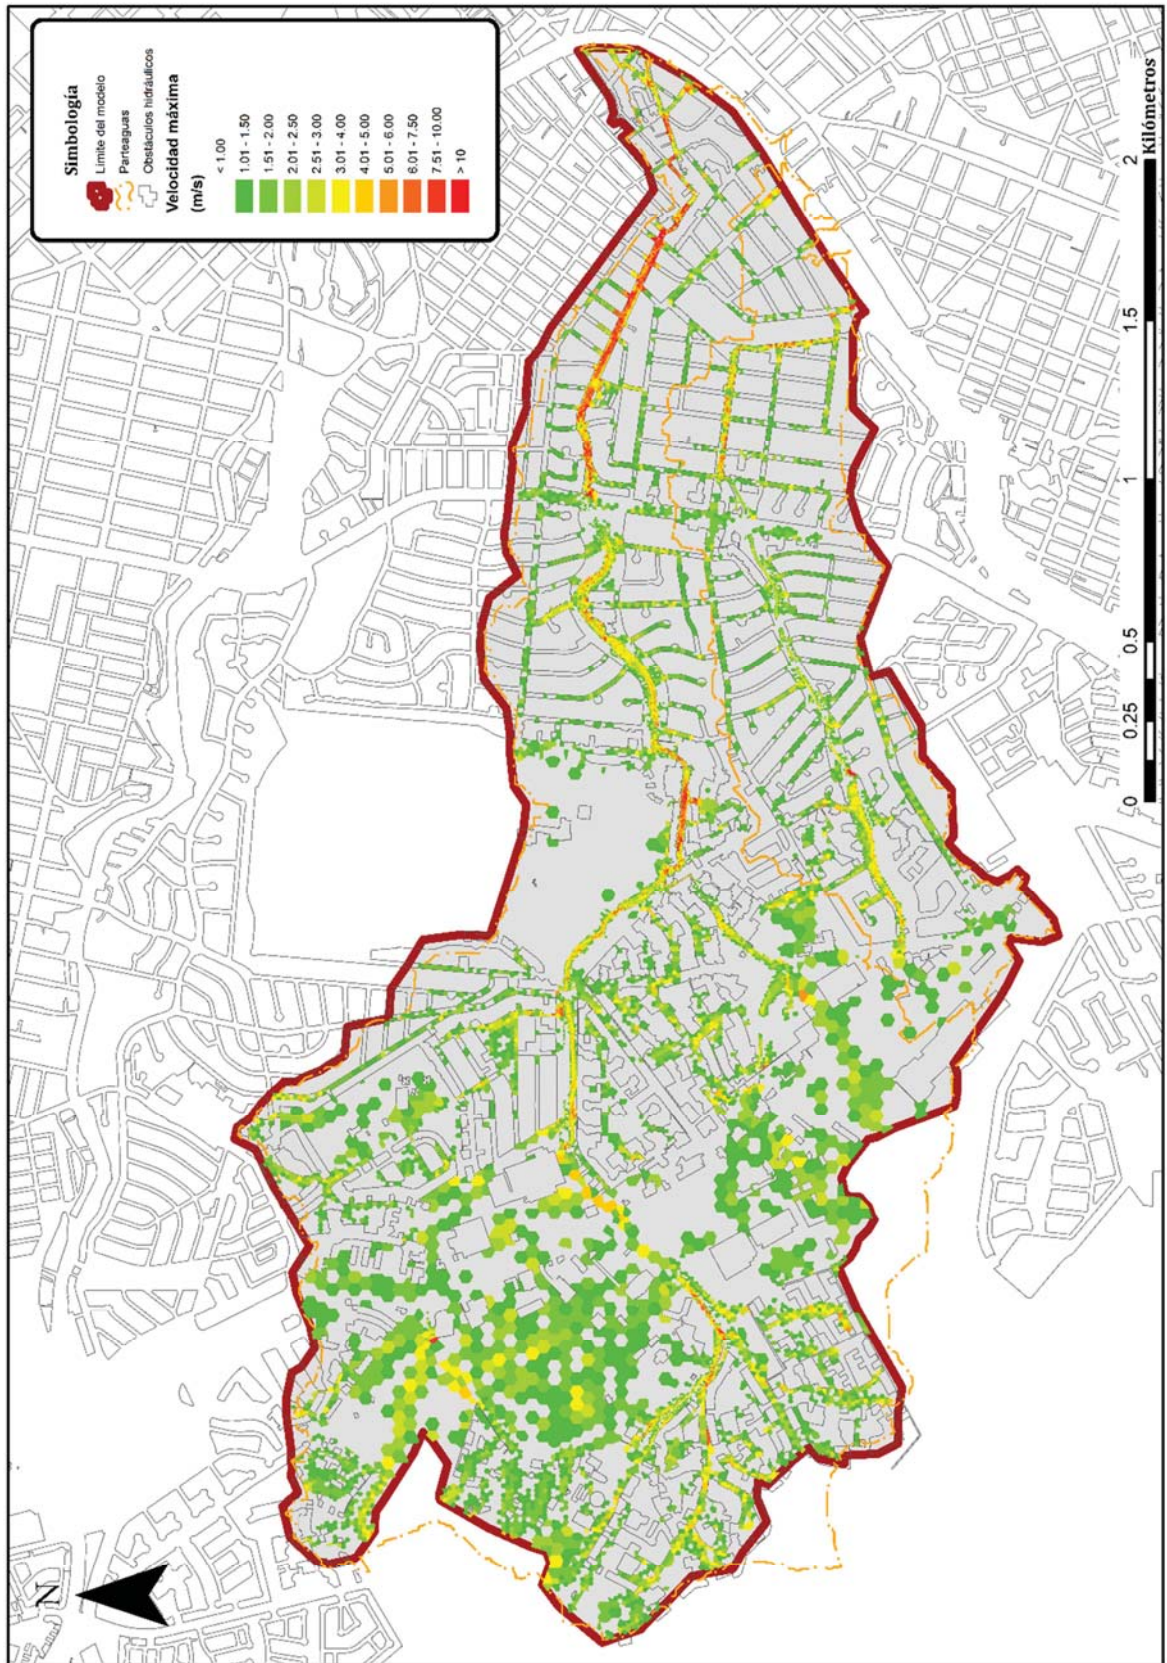 Simbología
Límite del modelo
Parteaguas
Obstáculos hidráulicos
Velocidad máxima
(m/s)
< 1.00
1.01 - 1.50
1.51 - 2.00
2.01 - 2.50
2.51 - 3.00
3.01 - 4.00
4.01 - 5.00
5.01 - 6.00
6.01 - 7.50
7.51 - 10.00
> 10
N
0 0.25 0.5 1 1.5 2
Kilómetros